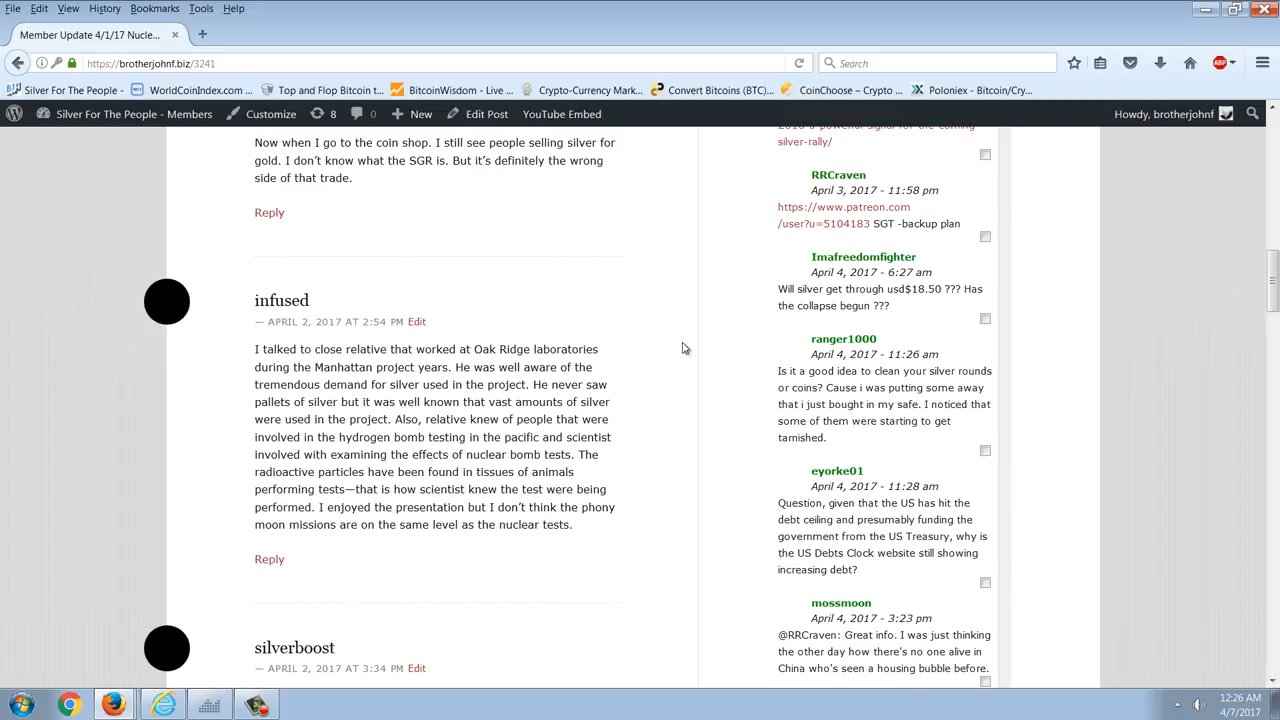 File Edit View History Bookmarks Tools Help
Member Update 4/1/17 Nucle... × +
https://brotherjohnf.biz/3241
Search
ABP
Silver For The People - WorldCoinIndex.com ... Top and Flop Bitcoin t... BitcoinWisdom - Live ... Crypto-Currency Mark... Convert Bitcoins (BTC)... CoinChoose – Crypto ... Poloniex - Bitcoin/Cry...
Silver For The People - Members Customize 8 0 New Edit Post YouTube Embed Howdy, brotherjohnf
Now when I go to the coin shop. I still see people selling silver for
gold. I don't know what the SGR is. But it's definitely the wrong
side of that trade.
Reply
infused
— APRIL 2, 2017 AT 2:54 PM Edit
I talked to close relative that worked at Oak Ridge laboratories
during the Manhattan project years. He was well aware of the
tremendous demand for silver used in the project. He never saw
pallets of silver but it was well known that vast amounts of silver
were used in the project. Also, relative knew of people that were
involved in the hydrogen bomb testing in the pacific and scientist
involved with examining the effects of nuclear bomb tests. The
radioactive particles have been found in tissues of animals
performing tests—that is how scientist knew the test were being
performed. I enjoyed the presentation but I don't think the phony
moon missions are on the same level as the nuclear tests.
Reply
silverboost
— APRIL 2, 2017 AT 3:34 PM Edit
2016-a-powerful-signal-for-the-coming-
silver-rally/
RRCraven
April 3, 2017 - 11:58 pm
https://www.patreon.com
/user?u=5104183 SGT -backup plan
Imafreedomfighter
April 4, 2017 - 6:27 am
Will silver get through usd$18.50 ??? Has
the collapse begun ???
ranger1000
April 4, 2017 - 11:26 am
Is it a good idea to clean your silver rounds
or coins? Cause i was putting some away
that i just bought in my safe. I noticed that
some of them were starting to get
tarnished.
eyorke01
April 4, 2017 - 11:28 am
Question, given that the US has hit the
debt ceiling and presumably funding the
government from the US Treasury, why is
the US Debts Clock website still showing
increasing debt?
mossmoon
April 4, 2017 - 3:23 pm
@RRCraven: Great info. I was just thinking
the other day how there's no one alive in
China who's seen a housing bubble before.
12:26 AM
4/7/2017